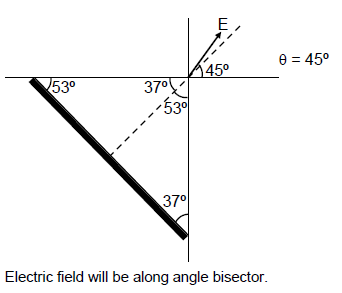 E
45º
θ = 45º
53º
37º
53º
37º
Electric field will be along angle bisector.